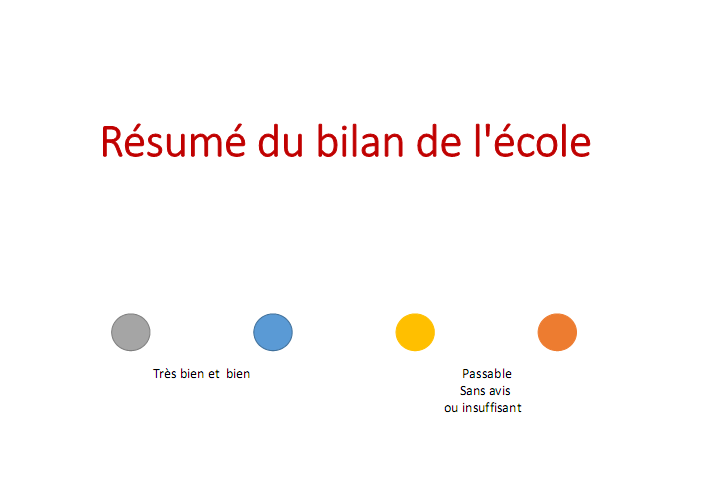 Résumé du bilan de l'école
Très bien et bien
Passable
Sans avis
ou insuffisant